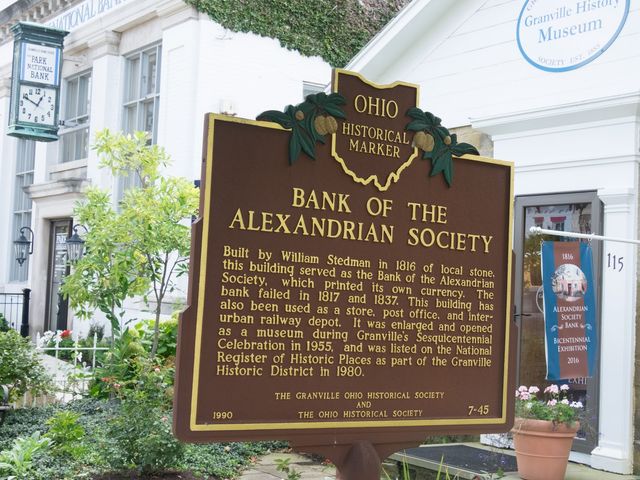 NATIONAL BANK
PARK
NATIONAL
BANK
Granville History
Museum
SOCIETY EST. 1885
OHIO
HISTORICAL
MARKER
BANK OF THE
ALEXANDRIAN SOCIETY
Built by William Stedman in 1816 of local stone,
this building served as the Bank of the Alexandrian
Society, which printed its own currency. The
bank failed in 1817 and 1837. This building has
also been used as a store, post office, and inter-
urban railway depot. It was enlarged and opened
as a museum during Granville's Sesquicentennial
Celebration in 1955, and was listed on the National
Register of Historic Places as part of the Granville
Historic District in 1980.
THE GRANVILLE OHIO HISTORICAL SOCIETY
AND
THE OHIO HISTORICAL SOCIETY
1990
7-45
115
1816
ALEXANDRIAN
SOCIETY
BANK
BICENTENNIAL
EXHIBITION
2016